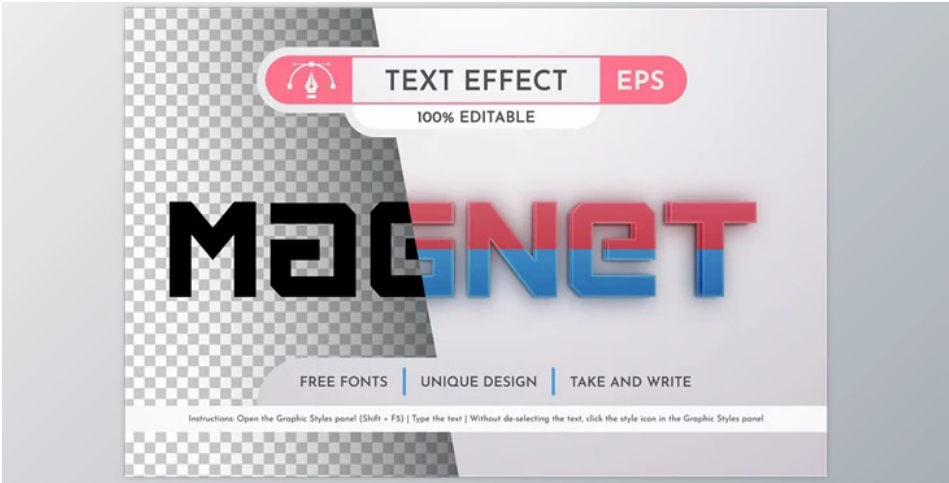 TEXT EFFECT EPS
100% EDITABLE
MaGNeT
FREE FONTS | UNIQUE DESIGN | TAKE AND WRITE
Instructions: Open the Graphic Styles panel (Shift + F5) | Type the text | Without de-selecting the text, click the style icon in the Graphic Styles panel